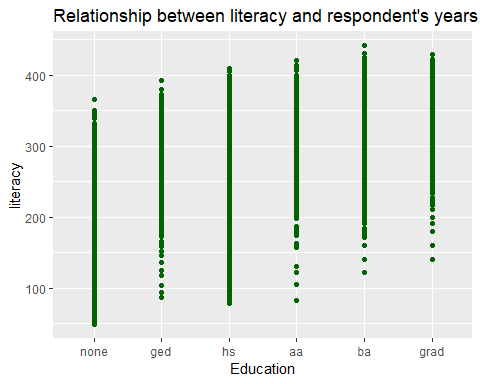 Relationship between literacy and respondent's years
literacy
400
300
200
100
none ged hs aa ba grad
Education